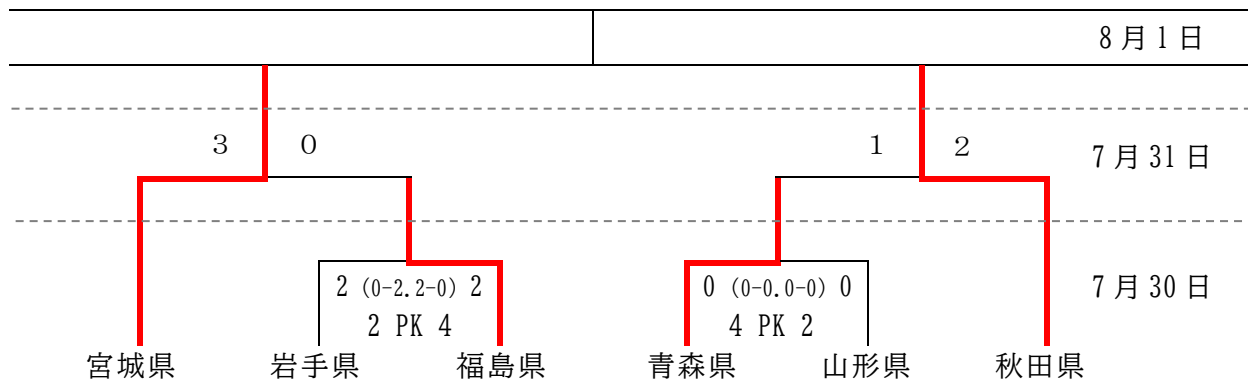 8月1日
3 0 1 2 7月31日
2 (0-2.2-0) 2 0 (0-0.0-0) 0 7月30日
2 PK 4 4 PK 2
宮城県 岩手県 福島県 青森県 山形県 秋田県